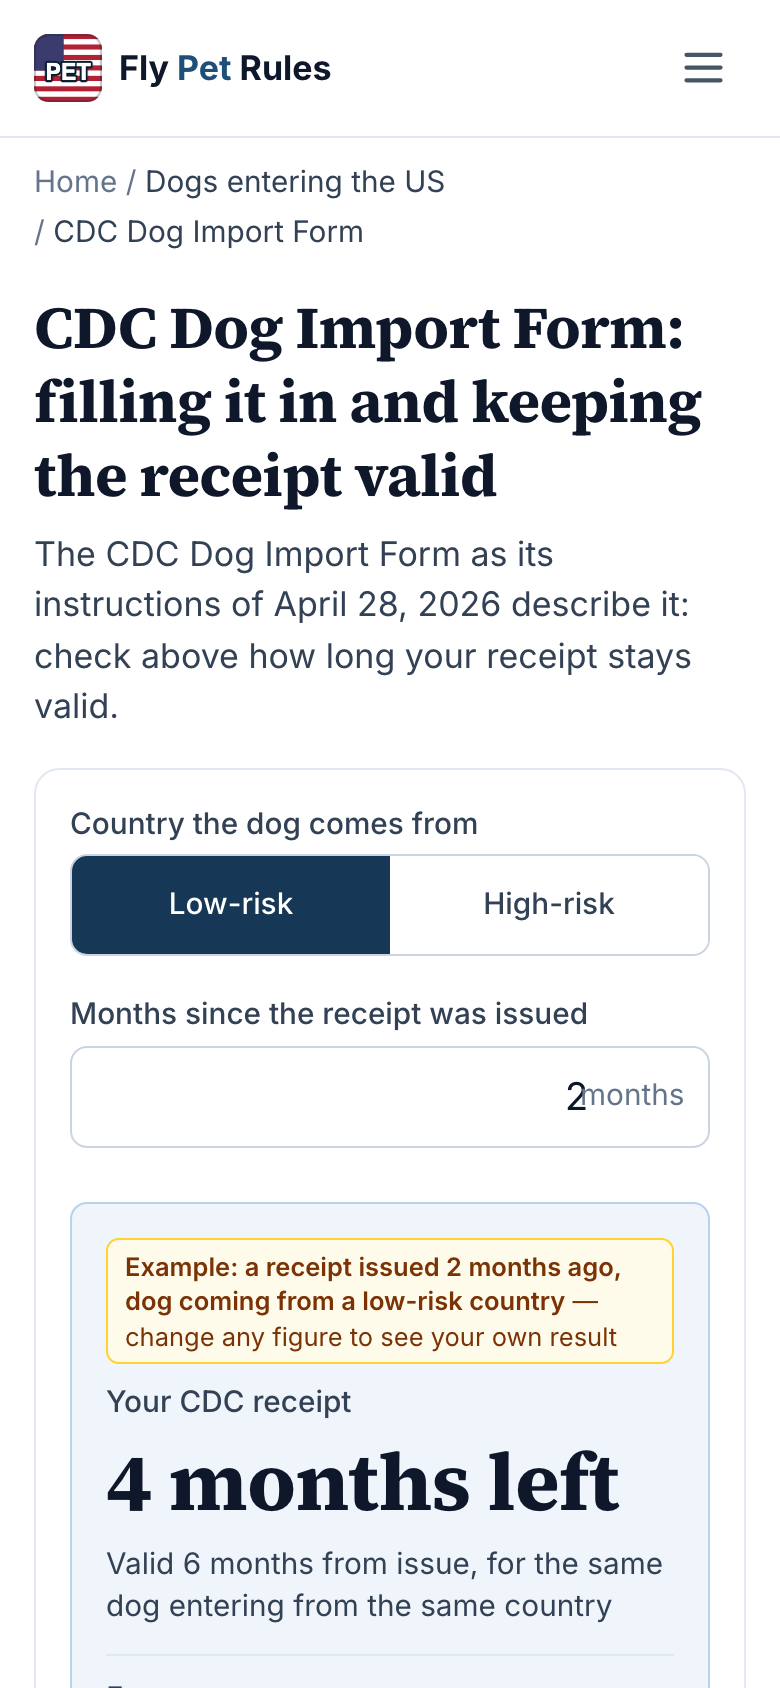 PET
Fly Pet Rules
Home / Dogs entering the US
/ CDC Dog Import Form
CDC Dog Import Form:
filling it in and keeping
the receipt valid
The CDC Dog Import Form as its
instructions of April 28, 2026 describe it:
check above how long your receipt stays
valid.
Country the dog comes from
Low-risk
High-risk
Months since the receipt was issued
2 months
Example: a receipt issued 2 months ago,
dog coming from a low-risk country —
change any figure to see your own result
Your CDC receipt
4 months left
Valid 6 months from issue, for the same
dog entering from the same country